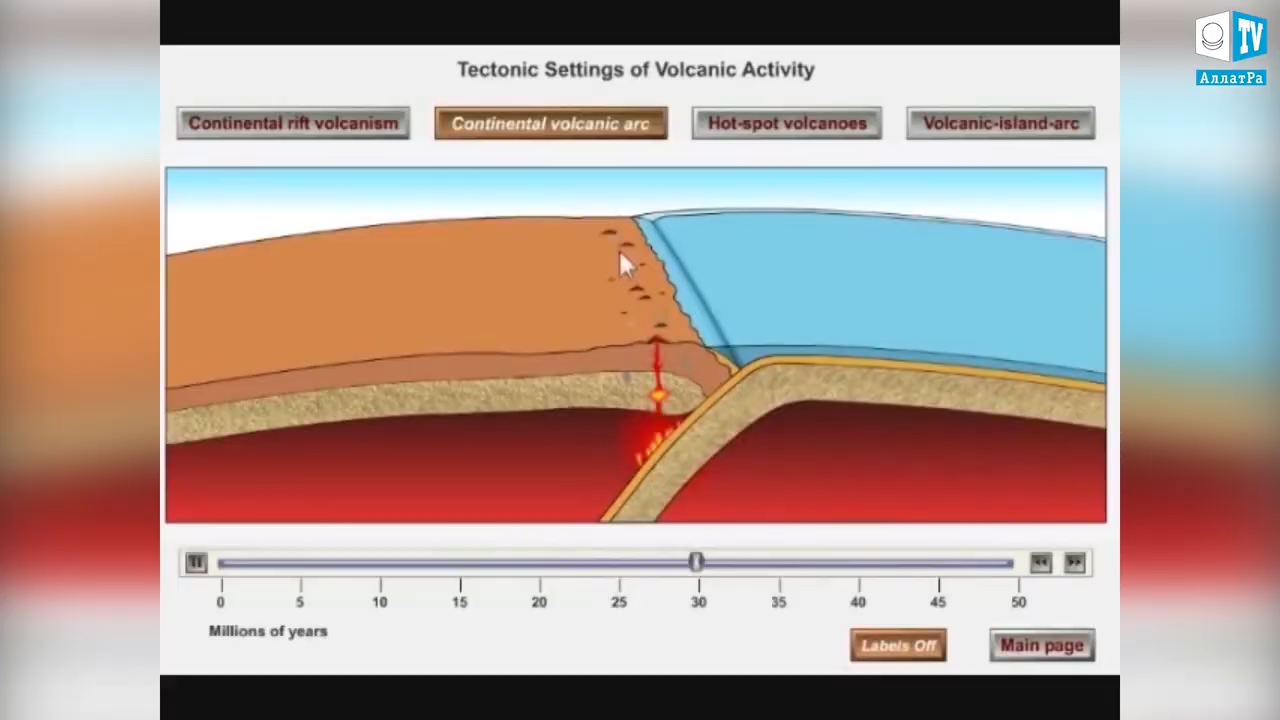 TV
АллатРа
Tectonic Settings of Volcanic Activity
Continental rift volcanism
Continental volcanic arc
Hot-spot volcanoes
Volcanic-island-arc
0 5 10 15 20 25 30 35 40 45 50
Millions of years
Labels Off
Main page